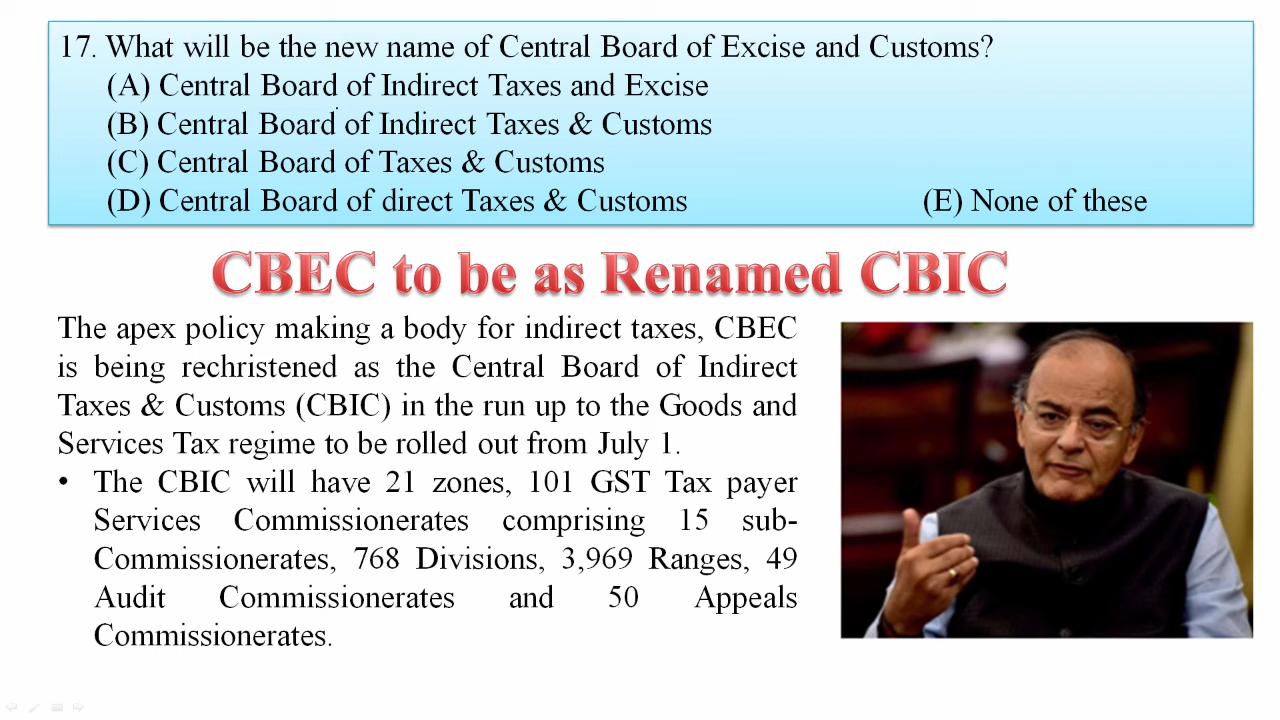 17. What will be the new name of Central Board of Excise and Customs?
(A) Central Board of Indirect Taxes and Excise
(B) Central Board of Indirect Taxes & Customs
(C) Central Board of Taxes & Customs
(D) Central Board of direct Taxes & Customs (E) None of these
CBEC to be as Renamed CBIC
The apex policy making a body for indirect taxes, CBEC
is being rechristened as the Central Board of Indirect
Taxes & Customs (CBIC) in the run up to the Goods and
Services Tax regime to be rolled out from July 1.
• The CBIC will have 21 zones, 101 GST Tax payer
Services Commissionerates comprising 15 sub-
Commissionerates, 768 Divisions, 3,969 Ranges, 49
Audit Commissionerates and 50 Appeals
Commissionerates.